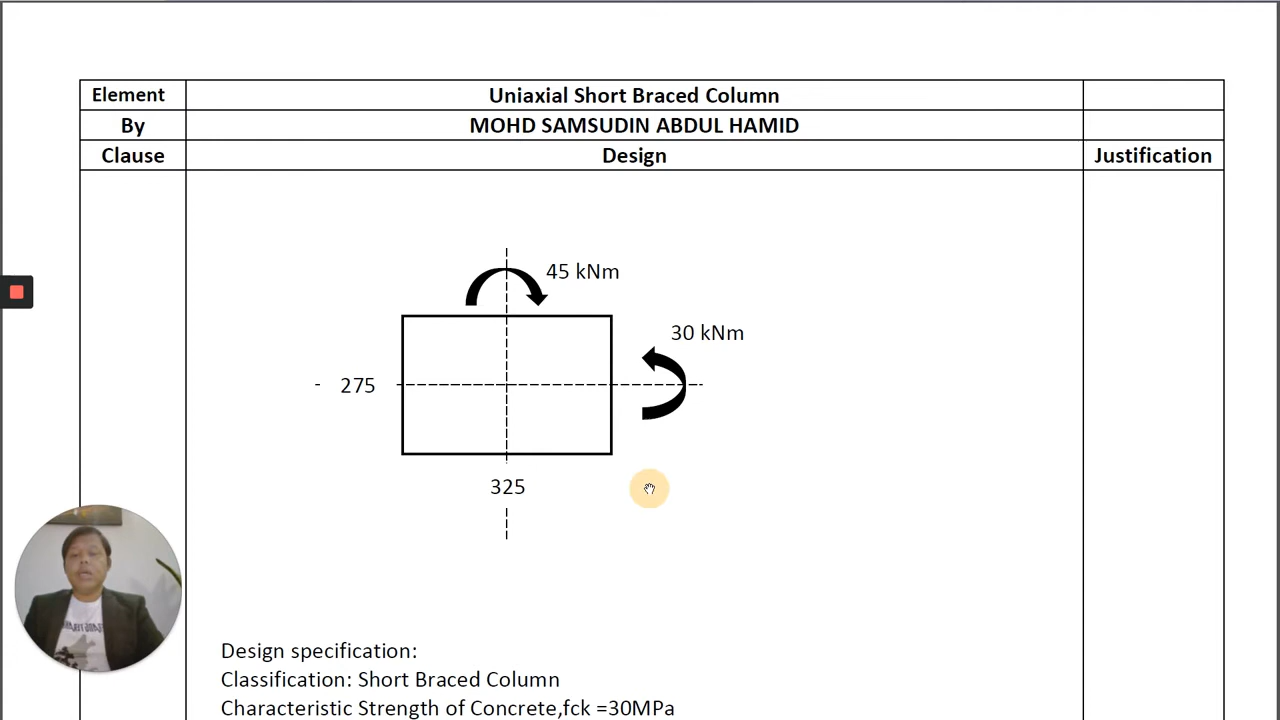 Element Uniaxial Short Braced Column
By MOHD SAMSUDIN ABDUL HAMID
Clause Design Justification
45 kNm
30 kNm
275
325
Design specification:
Classification: Short Braced Column
Characteristic Strength of Concrete,fck =30MPa